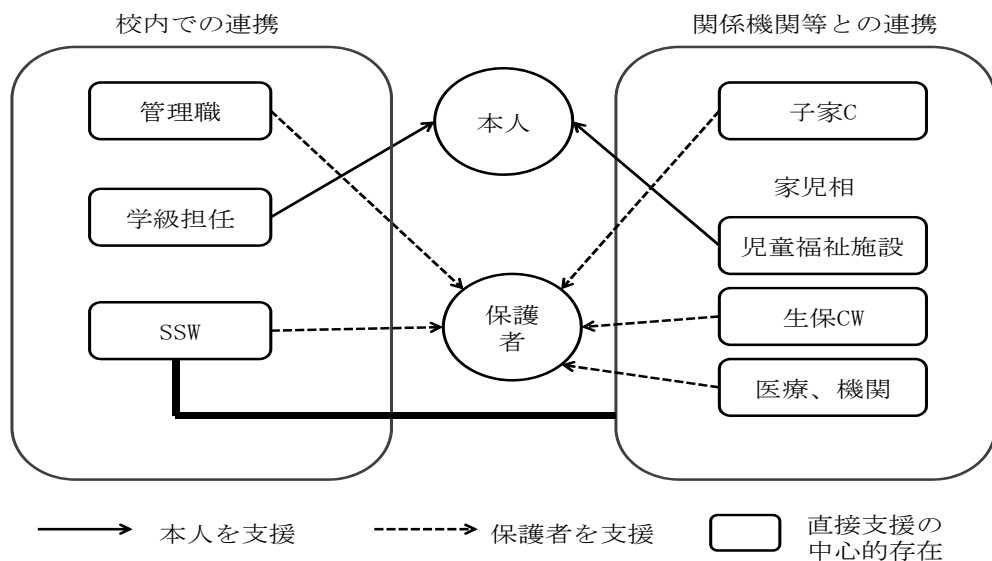 校内での連携
関係機関等との連携
管理職
学級担任
SSW
本人
保護
者
子家C
家児相
児童福祉施設
生保CW
医療、機関
本人を支援
保護者を支援
直接支援の
中心的存在